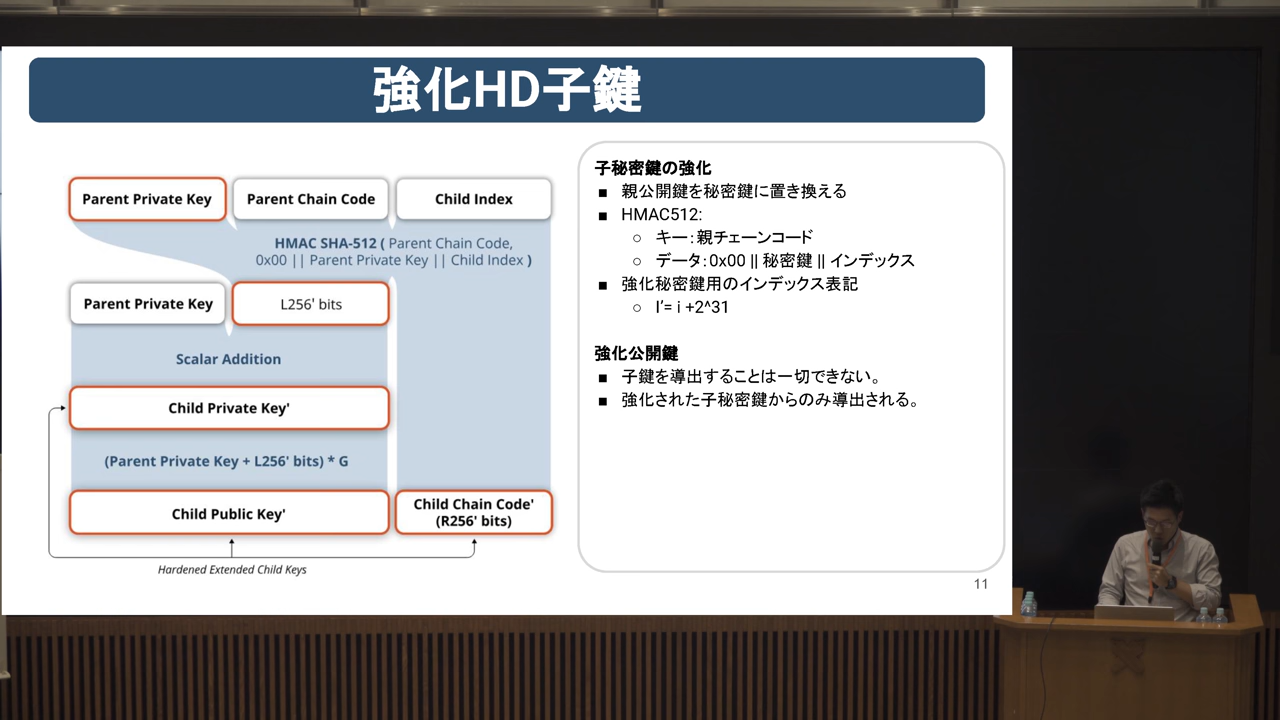 強化HD子鍵
Parent Private Key
Parent Chain Code
Child Index
HMAC SHA-512 ( Parent Chain Code,
0x00 || Parent Private Key || Child Index )
Parent Private Key
L256' bits
Scalar Addition
Child Private Key'
(Parent Private Key + L256' bits) * G
Child Public Key'
Child Chain Code'
(R256' bits)
Hardened Extended Child Keys
子秘密鍵の強化
■ 親公開鍵を秘密鍵に置き換える
■ HMAC512:
○ キー：親チェーンコード
○ データ：0x00 || 秘密鍵 || インデックス
■ 強化秘密鍵用のインデックス表記
○ I’= i +2^31
強化公開鍵
■ 子鍵を導出することは一切できない。
■ 強化された子秘密鍵からのみ導出される。
11